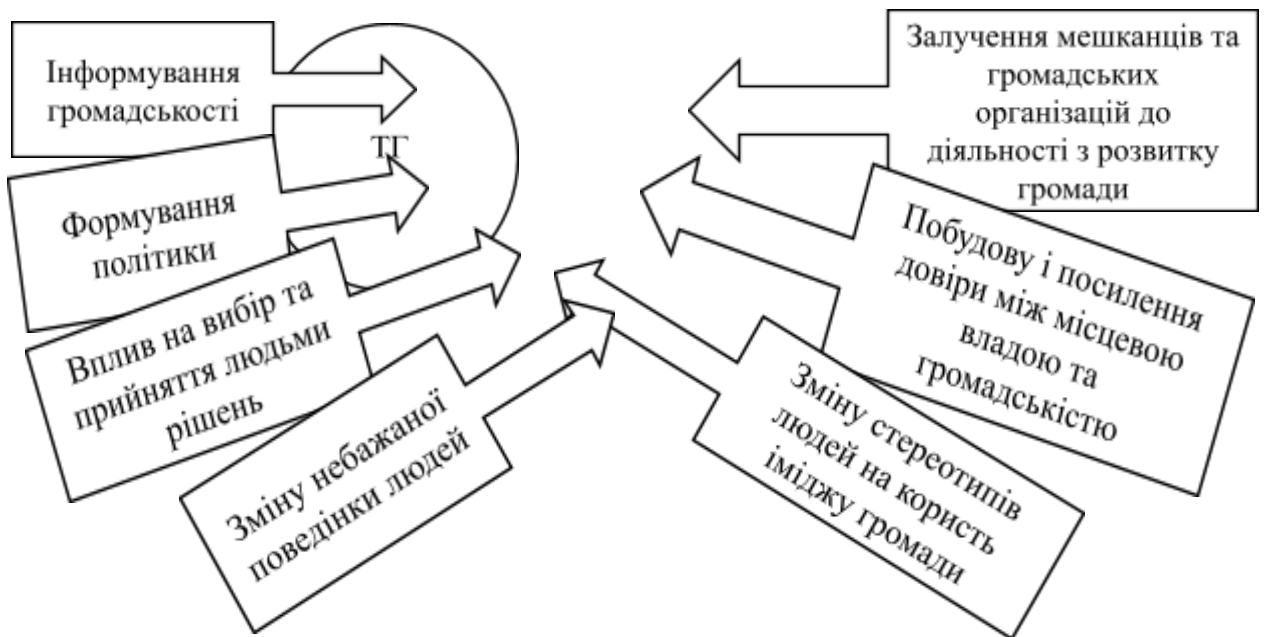 Інформування
громадськості
ТГ
Формування
політики
Вплив на вибір та
прийняття людьми
рішень
Зміну небажаної
поведінки людей
Залучення мешканців та
громадських
організацій до
діяльності з розвитку
громади
Побудову і посилення
довіри між місцевою
владою та
громадськістю
Зміну стереотипів
людей на користь
іміджу громади